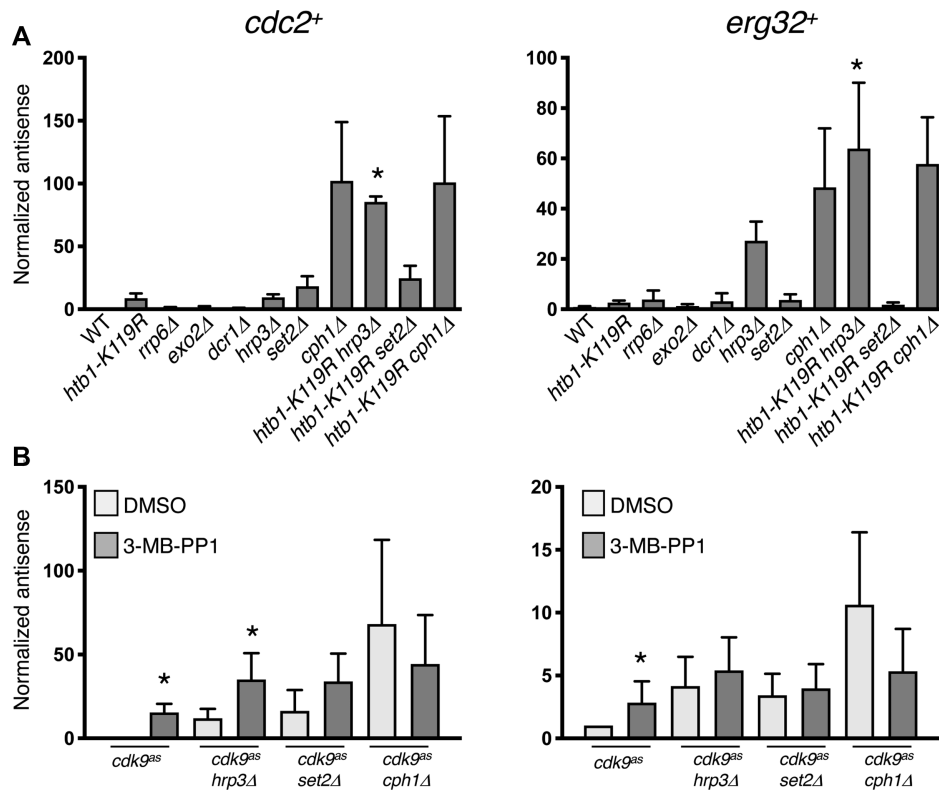 A
cdc2+
erg32+
Normalized antisense
200
150
100
50
0
WT
htb1-K119R
rrp6Δ
exo2Δ
dcr1Δ
hrp3Δ
set2Δ
cph1Δ
htb1-K119R hrp3Δ
htb1-K119R set2Δ
htb1-K119R cph1Δ
*
100
80
60
40
20
0
WT
htb1-K119R
rrp6Δ
exo2Δ
dcr1Δ
hrp3Δ
set2Δ
cph1Δ
htb1-K119R hrp3Δ
htb1-K119R set2Δ
htb1-K119R cph1Δ
*
B
Normalized antisense
150
100
50
0
DMSO
3-MB-PP1
*
*
cdk9as
cdk9as
hrp3Δ
cdk9as
set2Δ
cdk9as
cph1Δ
20
15
10
5
0
DMSO
3-MB-PP1
*
cdk9as
cdk9as
hrp3Δ
cdk9as
set2Δ
cdk9as
cph1Δ